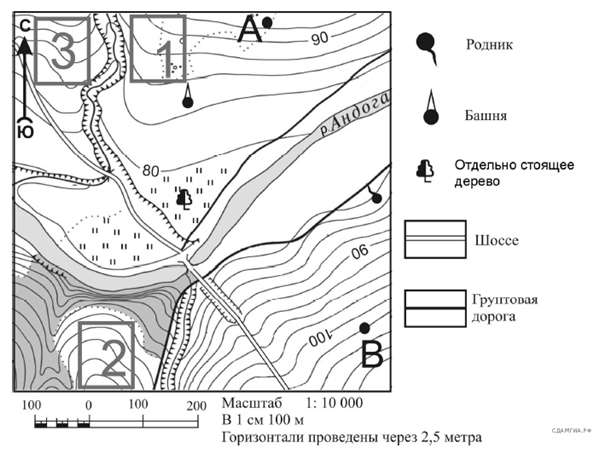 С
Ю
3
1
А
90
80
р.Андога
90
100
2
В
Родник
Башня
Отдельно стоящее
дерево
Шоссе
Грунтовая
дорога
100 0 100 200
Масштаб 1: 10 000
В 1 см 100 м
Горизонтали проведены через 2,5 метра
СДАМГИА.РФ